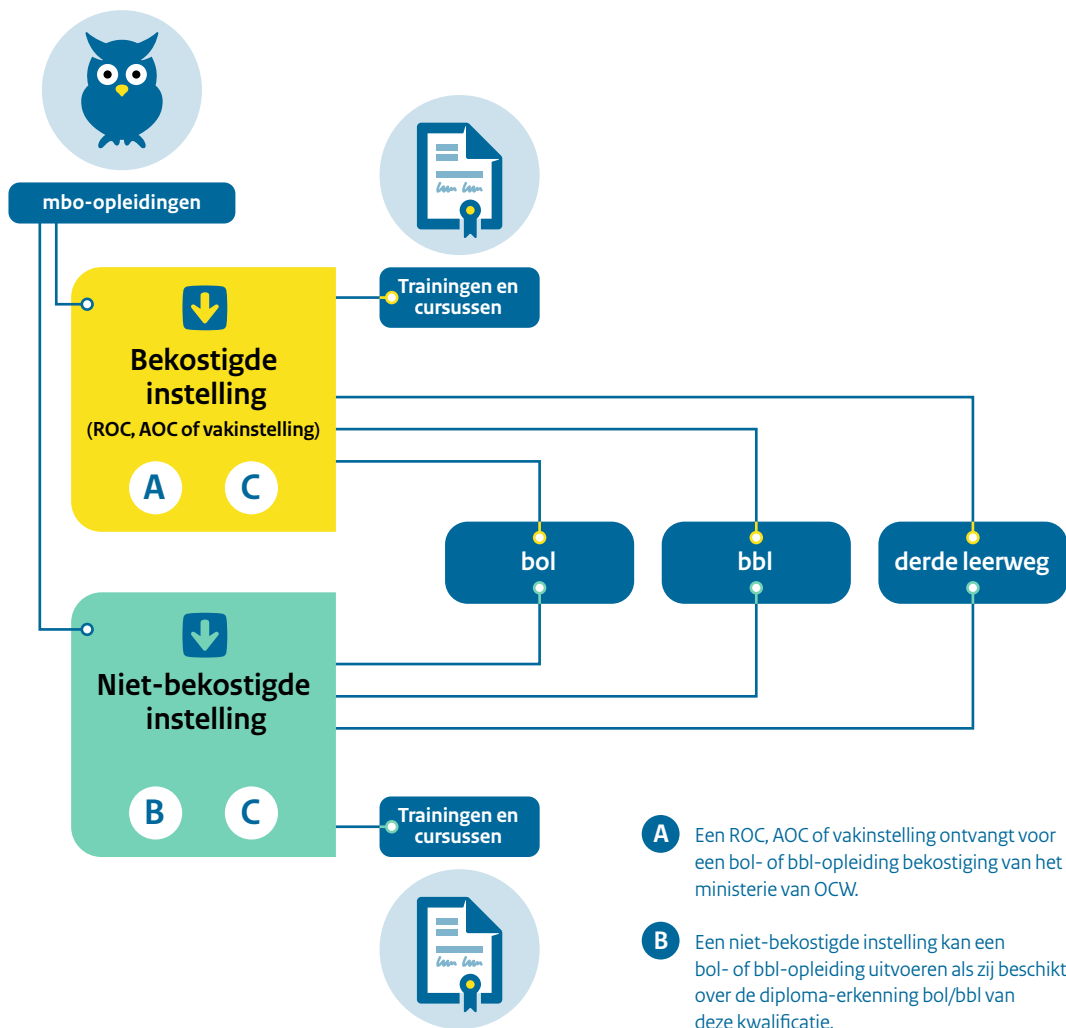 mbo-opleidingen
Trainingen en
cursussen
Bekostigde
instelling
(ROC, AOC of vakinstelling)
A C
bol
bbl
derde leerweg
Niet-bekostigde
instelling
B C
Trainingen en
cursussen
A Een ROC, AOC of vakinstelling ontvangt voor
een bol- of bbl-opleiding bekostiging van het
ministerie van OCW.
B Een niet-bekostigde instelling kan een
bol- of bbl-opleiding uitvoeren als zij beschikt
over de diploma-erkenning bol/bbl van
deze kwalificatie.